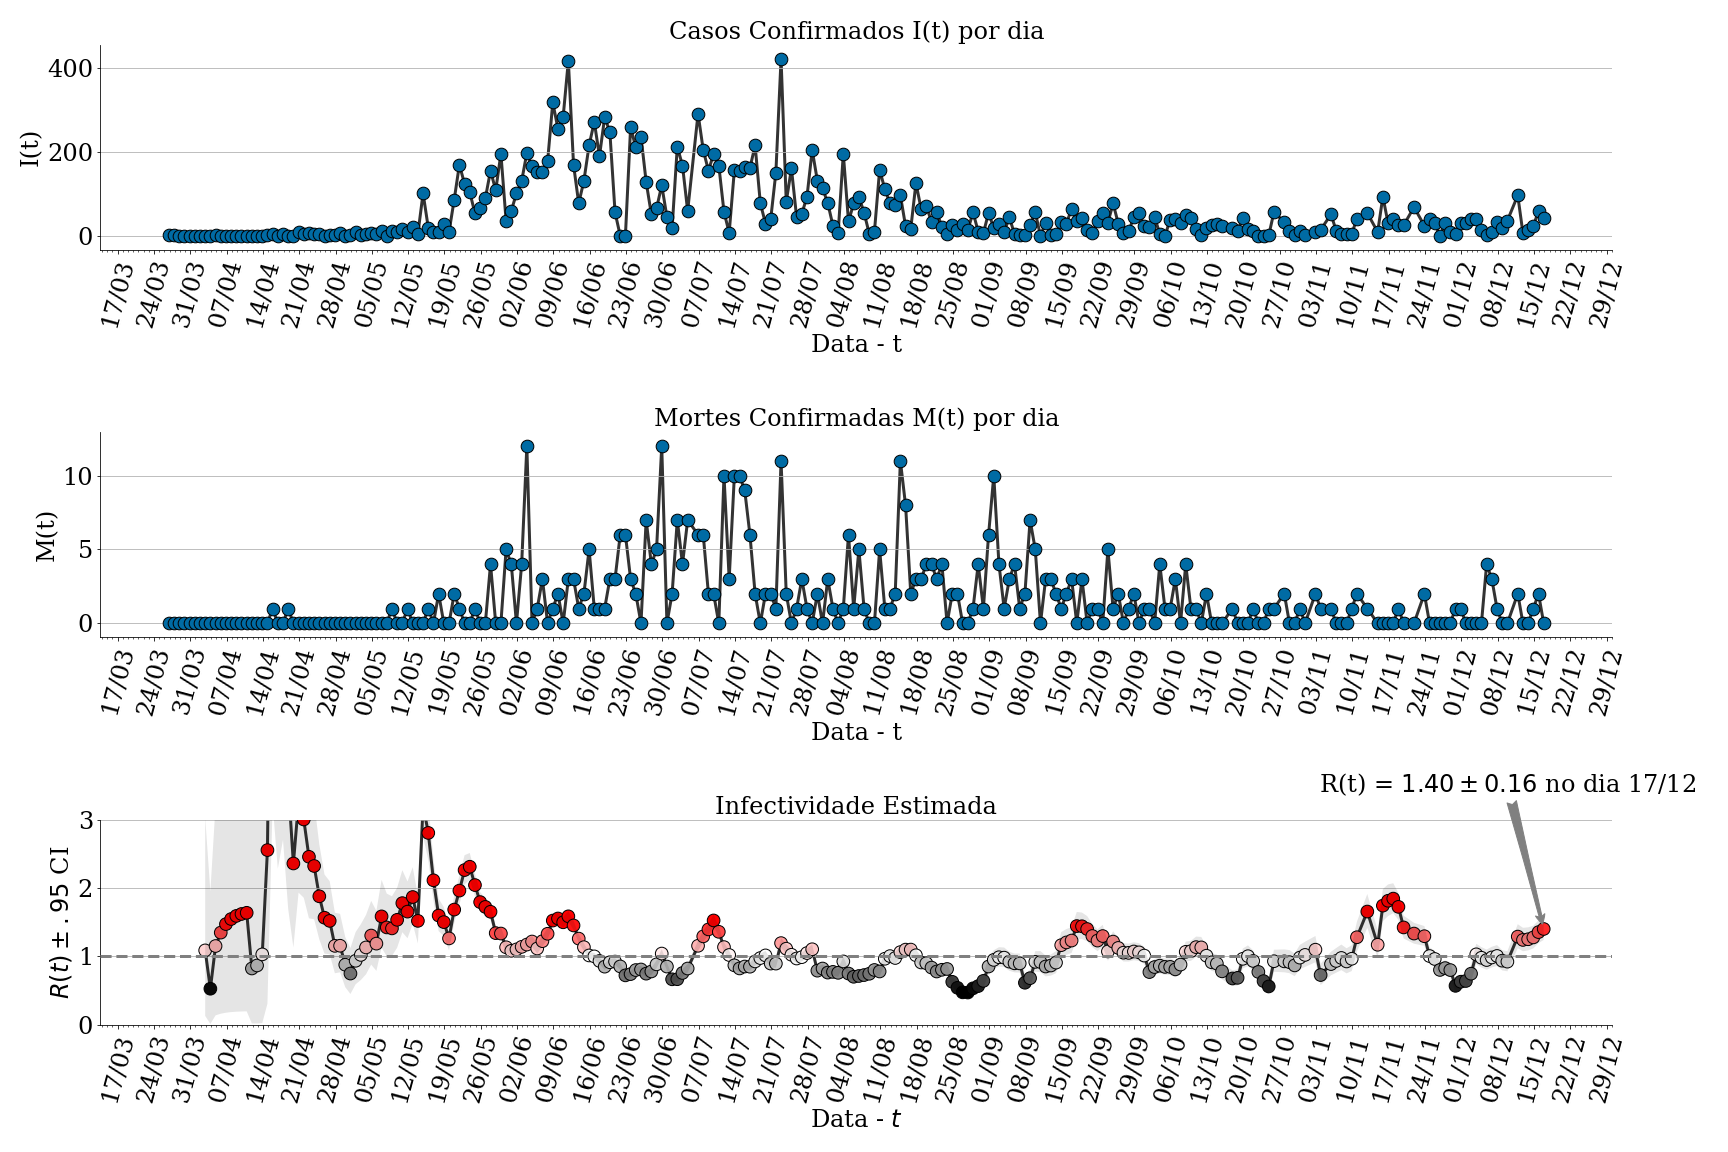 Casos Confirmados I(t) por dia
400
200
0
I(t)
17/03 24/03 31/03 07/04 14/04 21/04 28/04 05/05 12/05 19/05 26/05 02/06 09/06 16/06 23/06 30/06 07/07 14/07 21/07 28/07 04/08 11/08 18/08 25/08 01/09 08/09 15/09 22/09 29/09 06/10 13/10 20/10 27/10 03/11 10/11 17/11 24/11 01/12 08/12 15/12 22/12 29/12
Data - t
Mortes Confirmadas M(t) por dia
10
5
0
M(t)
17/03 24/03 31/03 07/04 14/04 21/04 28/04 05/05 12/05 19/05 26/05 02/06 09/06 16/06 23/06 30/06 07/07 14/07 21/07 28/07 04/08 11/08 18/08 25/08 01/09 08/09 15/09 22/09 29/09 06/10 13/10 20/10 27/10 03/11 10/11 17/11 24/11 01/12 08/12 15/12 22/12 29/12
Data - t
R(t) = 1.40 ± 0.16 no dia 17/12
Infectividade Estimada
3
2
1
0
R(t) ± .95 CI
17/03 24/03 31/03 07/04 14/04 21/04 28/04 05/05 12/05 19/05 26/05 02/06 09/06 16/06 23/06 30/06 07/07 14/07 21/07 28/07 04/08 11/08 18/08 25/08 01/09 08/09 15/09 22/09 29/09 06/10 13/10 20/10 27/10 03/11 10/11 17/11 24/11 01/12 08/12 15/12 22/12 29/12
Data - t